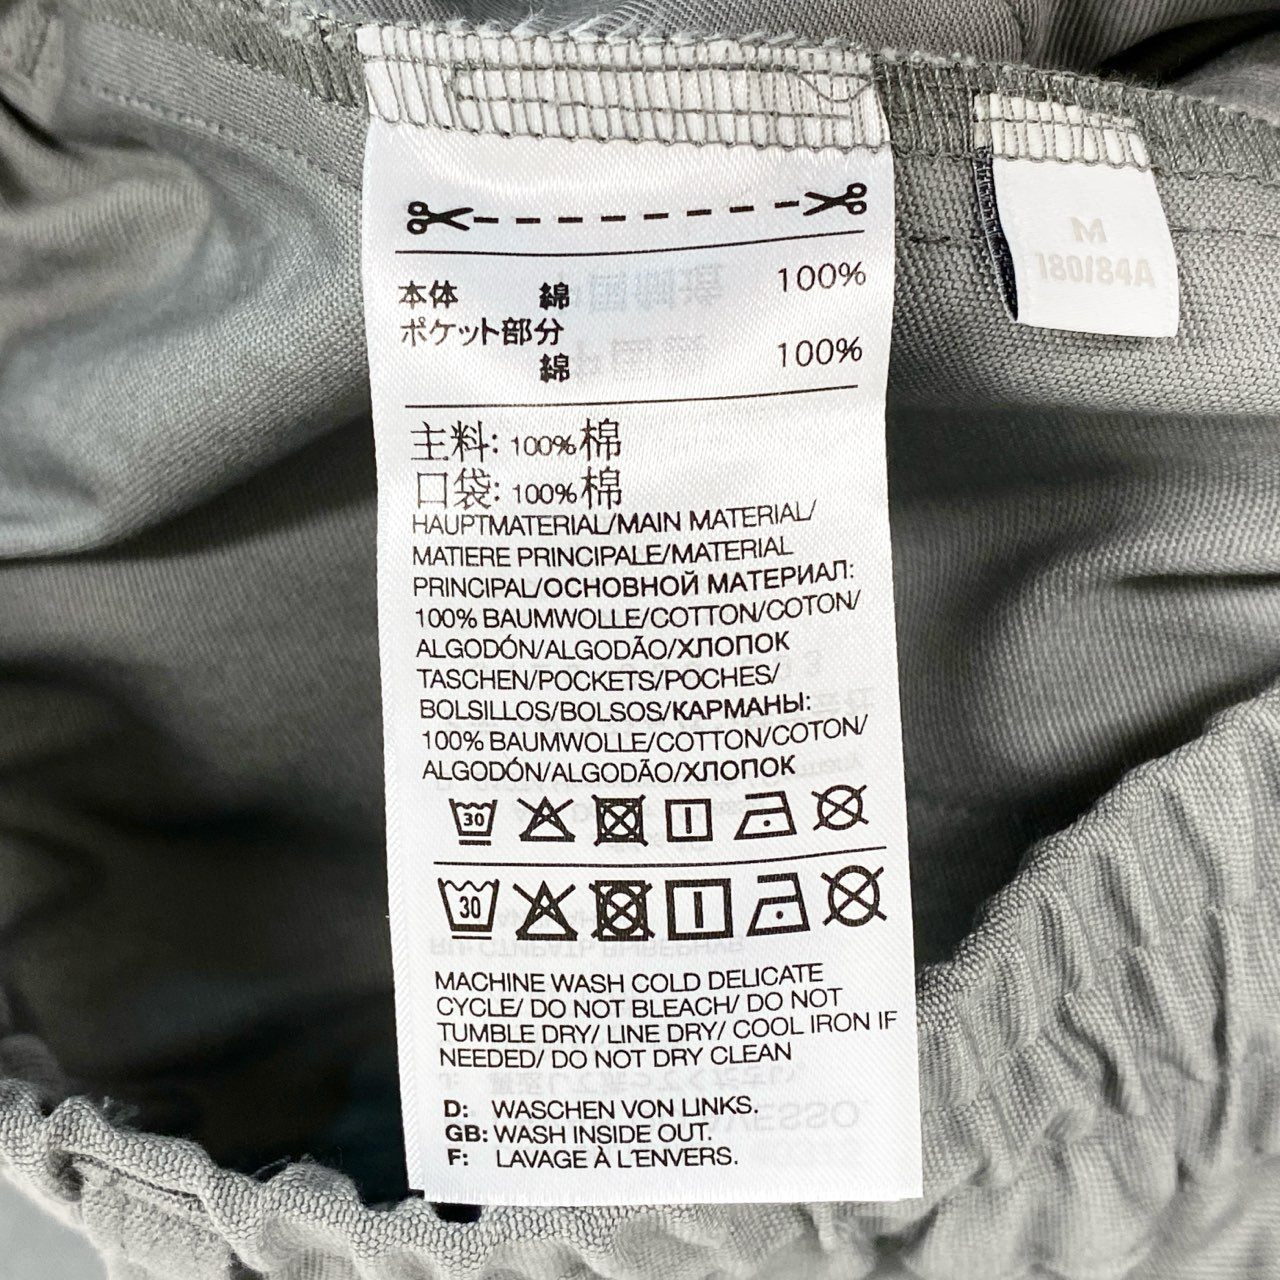 本体 綿 100%
ポケット部分
綿 100%
主料: 100%棉
口袋: 100%棉
HAUPTMATERIAL/MAIN MATERIAL/
MATIERE PRINCIPALE/MATERIAL
PRINCIPAL/ОСНОВНОЙ МАТЕРИАЛ:
100% BAUMWOLLE/COTTON/COTON/
ALGODÓN/ALGODÃO/ХЛОПОК
TASCHEN/POCKETS/POCHES/
BOLSILLOS/BOLSOS/КАРМАНЫ:
100% BAUMWOLLE/COTTON/COTON/
ALGODÓN/ALGODÃO/ХЛОПОК
30
30
MACHINE WASH COLD DELICATE
CYCLE/ DO NOT BLEACH/ DO NOT
TUMBLE DRY/ LINE DRY/ COOL IRON IF
NEEDED/ DO NOT DRY CLEAN
D: WASCHEN VON LINKS.
GB: WASH INSIDE OUT.
F: LAVAGE À L'ENVERS.
M
180/84A